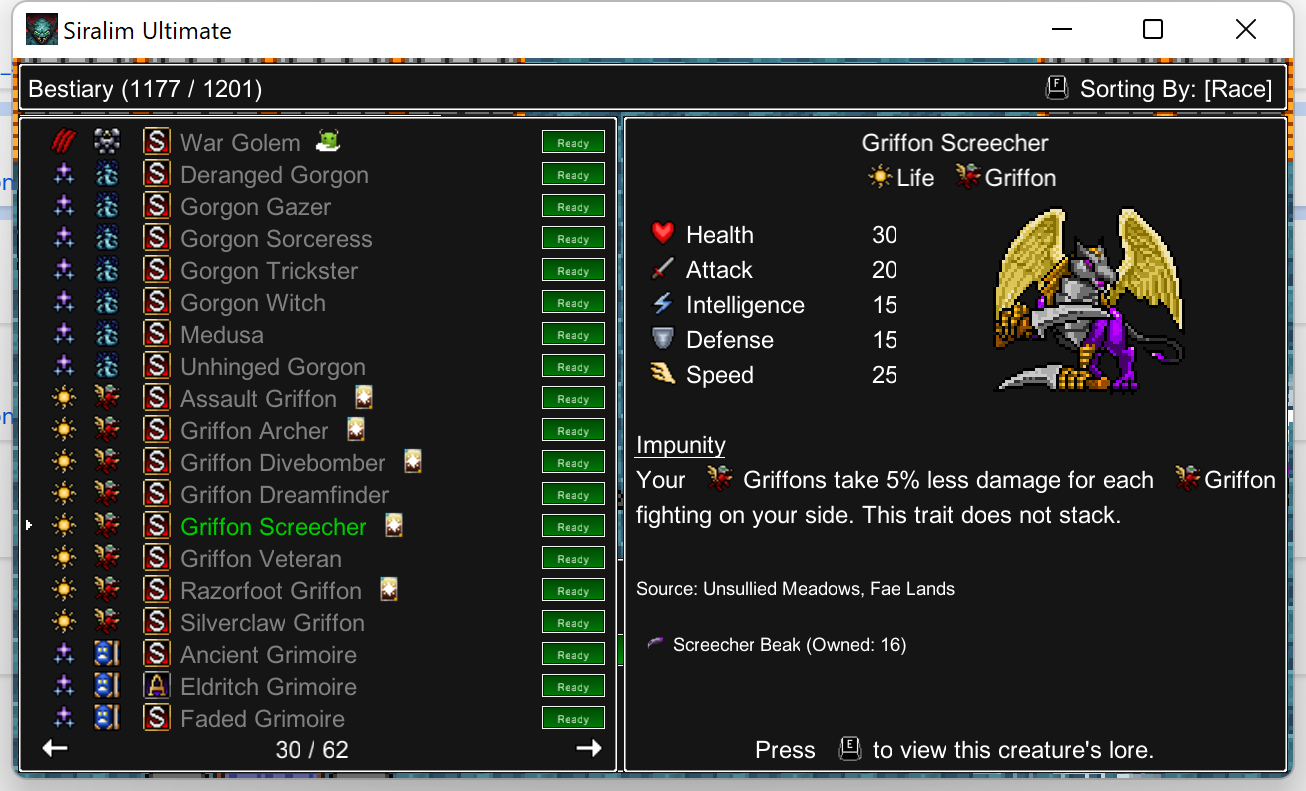 Siralim Ultimate
Bestiary (1177 / 1201)
F Sorting By: [Race]
S War Golem Ready
S Deranged Gorgon Ready
S Gorgon Gazer Ready
S Gorgon Sorceress Ready
S Gorgon Trickster Ready
S Gorgon Witch Ready
S Medusa Ready
S Unhinged Gorgon Ready
S Assault Griffon Ready
S Griffon Archer Ready
S Griffon Divebomber Ready
S Griffon Dreamfinder Ready
S Griffon Screecher Ready
S Griffon Veteran Ready
S Razorfoot Griffon Ready
S Silverclaw Griffon Ready
S Ancient Grimoire Ready
A Eldritch Grimoire Ready
S Faded Grimoire Ready
30 / 62
Griffon Screecher
Life Griffon
Health 30
Attack 20
Intelligence 15
Defense 15
Speed 25
Impunity
Your Griffons take 5% less damage for each Griffon
fighting on your side. This trait does not stack.
Source: Unsullied Meadows, Fae Lands
Screecher Beak (Owned: 16)
Press E to view this creature's lore.